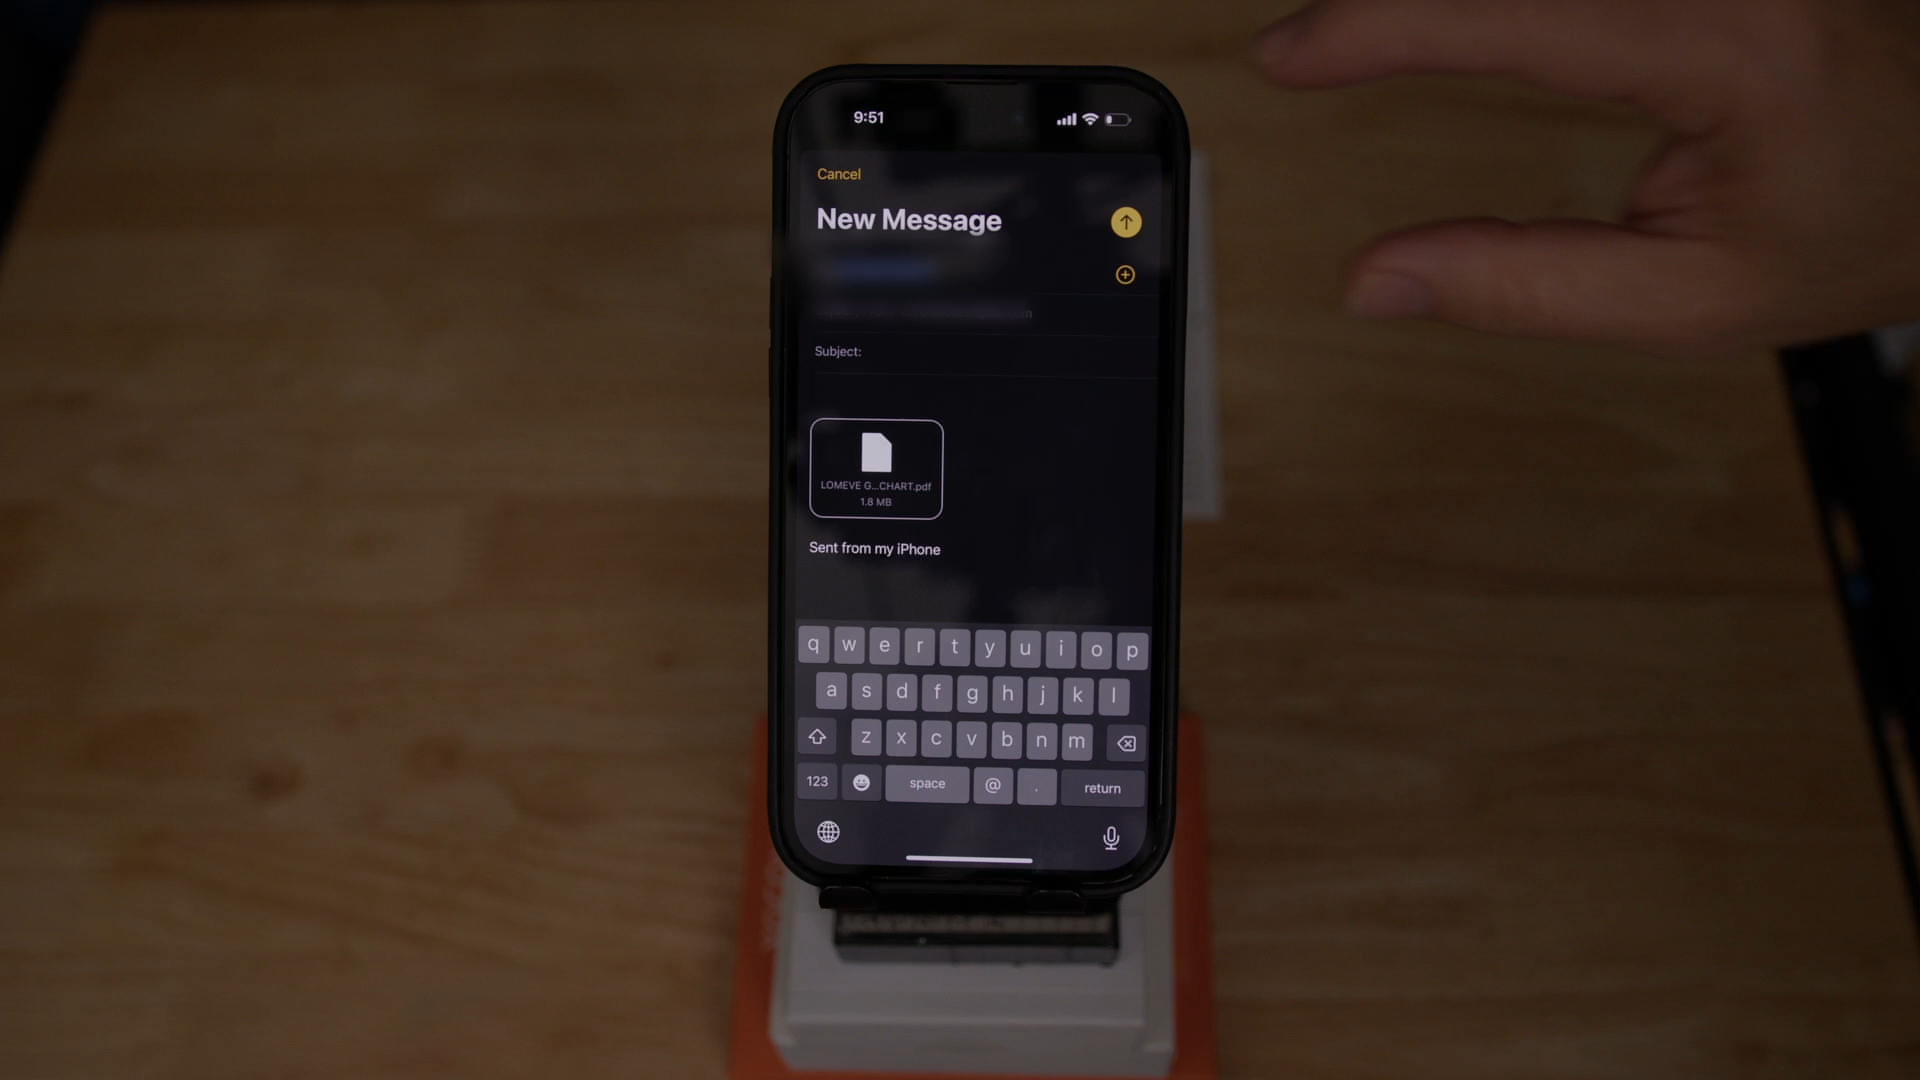 9:51
Cancel
New Message
Subject:
LOMEVE G...CHART.pdf
1.8 MB
Sent from my iPhone
q w e r t y u i o p
a s d f g h j k l
z x c v b n m
123 space @ . return